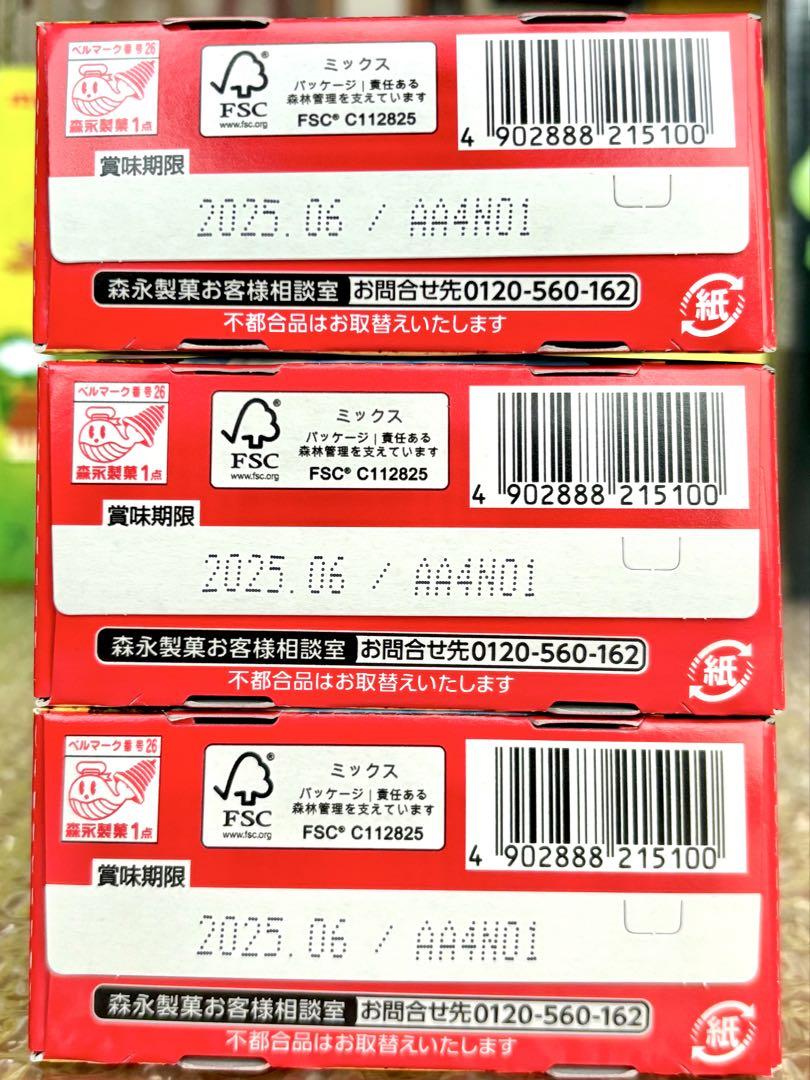 ベルマーク番号26
森永製菓1点
FSC®
www.fsc.org
ミックス
パッケージ|責任ある
森林管理を支えています
FSC® C112825
4 902888 215100
賞味期限
2025.06 / AA4N01
森永製菓お客様相談室 お問合せ先0120-560-162
不都合品はお取替えいたします
紙
ベルマーク番号26
森永製菓1点
FSC®
www.fsc.org
ミックス
パッケージ|責任ある
森林管理を支えています
FSC® C112825
4 902888 215100
賞味期限
2025.06 / AA4N01
森永製菓お客様相談室 お問合せ先0120-560-162
不都合品はお取替えいたします
紙
ベルマーク番号26
森永製菓1点
FSC®
www.fsc.org
ミックス
パッケージ|責任ある
森林管理を支えています
FSC® C112825
4 902888 215100
賞味期限
2025.06 / AA4N01
森永製菓お客様相談室 お問合せ先0120-560-162
不都合品はお取替えいたします
紙